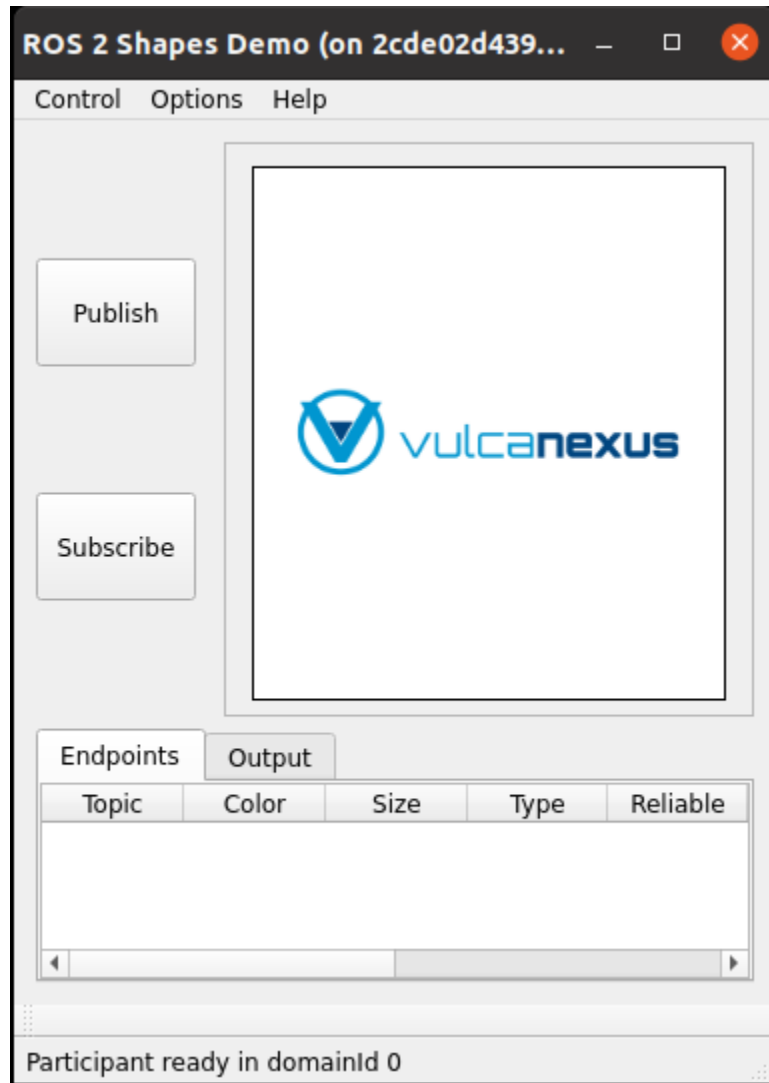 ROS 2 Shapes Demo (on 2cde02d439...
Control Options Help
Publish
vulcanexus
Subscribe
Endpoints Output
Topic Color Size Type Reliable
Participant ready in domainId 0